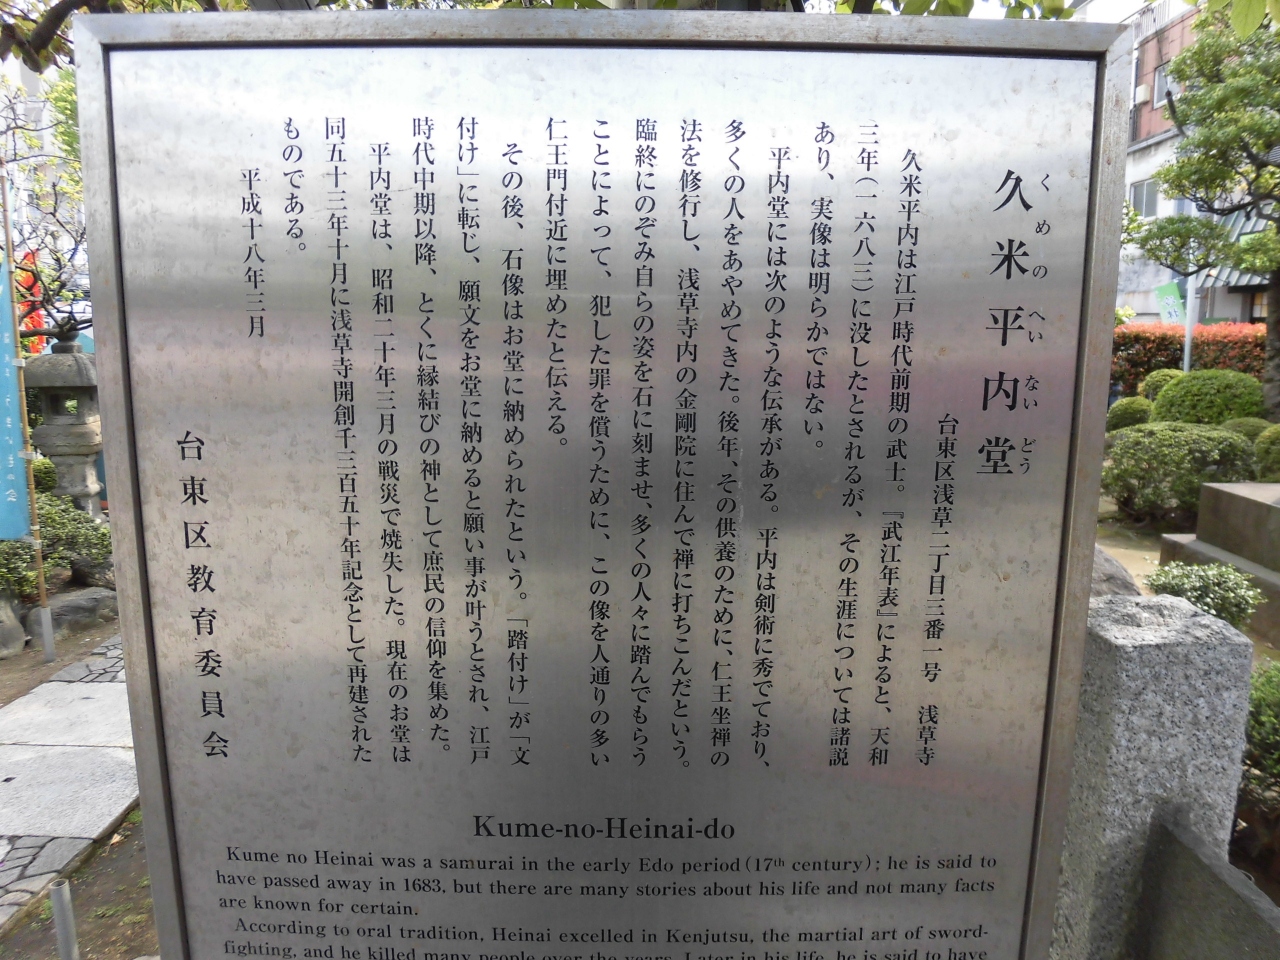 久米平内堂
くめのへいないどう
台東区浅草二丁目三番一号 浅草寺
久米平内は江戸時代前期の武士。『武江年表』によると、天和
三年(一六八三)に没したとされるが、その生涯については諸説
あり、実像は明らかではない。
平内堂には次のような伝承がある。平内は剣術に秀でており、
多くの人をあやめてきた。後年、その供養のために、仁王坐禅の
法を修行し、浅草寺内の金剛院に住んで禅に打ちこんだという。
臨終にのぞみ自らの姿を石に刻ませ、多くの人々に踏んでもらう
ことによって、犯した罪を償うために、この像を人通りの多い
仁王門付近に埋めたと伝える。
その後、石像はお堂に納められたという。「踏付け」が「文
付け」に転じ、願文をお堂に納めると願い事が叶うとされ、江戸
時代中期以降、とくに縁結びの神として庶民の信仰を集めた。
平内堂は、昭和二十年三月の戦災で焼失した。現在のお堂は
同五十三年十月に浅草寺開創千三百五十年記念として再建された
ものである。
平成十八年三月
台東区教育委員会
Kume-no-Heinai-do
Kume no Heinai was a samurai in the early Edo period (17th century); he is said to
have passed away in 1683, but there are many stories about his life and not many facts
are known for certain.
According to oral tradition, Heinai excelled in Kenjutsu, the martial art of sword-
fighting, and he killed many people over the years. Later in his life, he is said to have